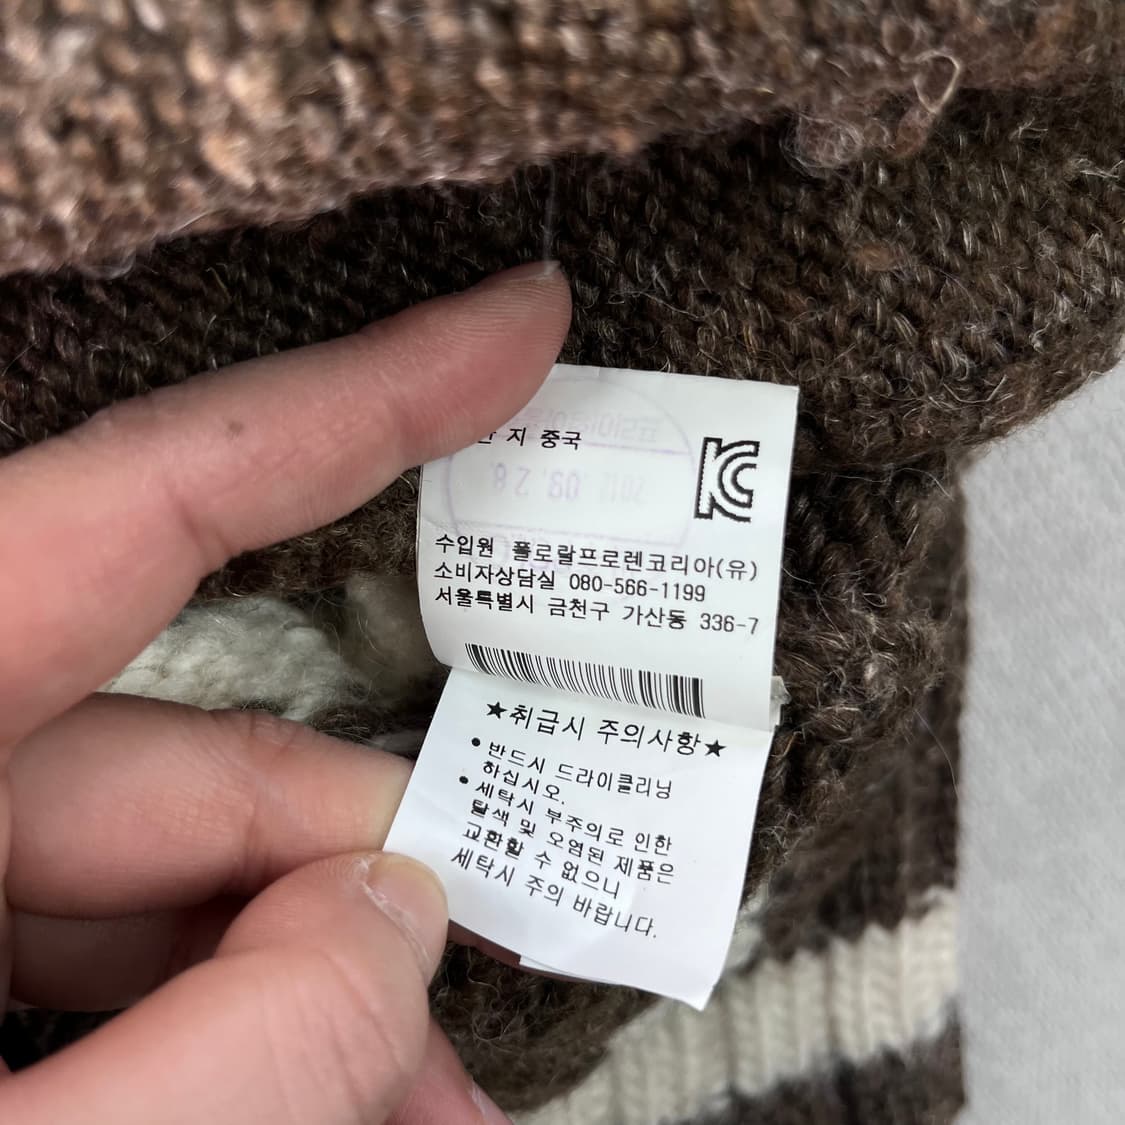 산 지 중국
KC
수입원 폴로랄프로렌코리아(유)
소비자상담실 080-566-1199
서울특별시 금천구 가산동 336-7
★취급시 주의사항★
• 반드시 드라이클리닝
하십시오.
• 세탁시 부주의로 인한
탈색 및 오염된 제품은
교환할 수 없으니
세탁시 주의 바랍니다.